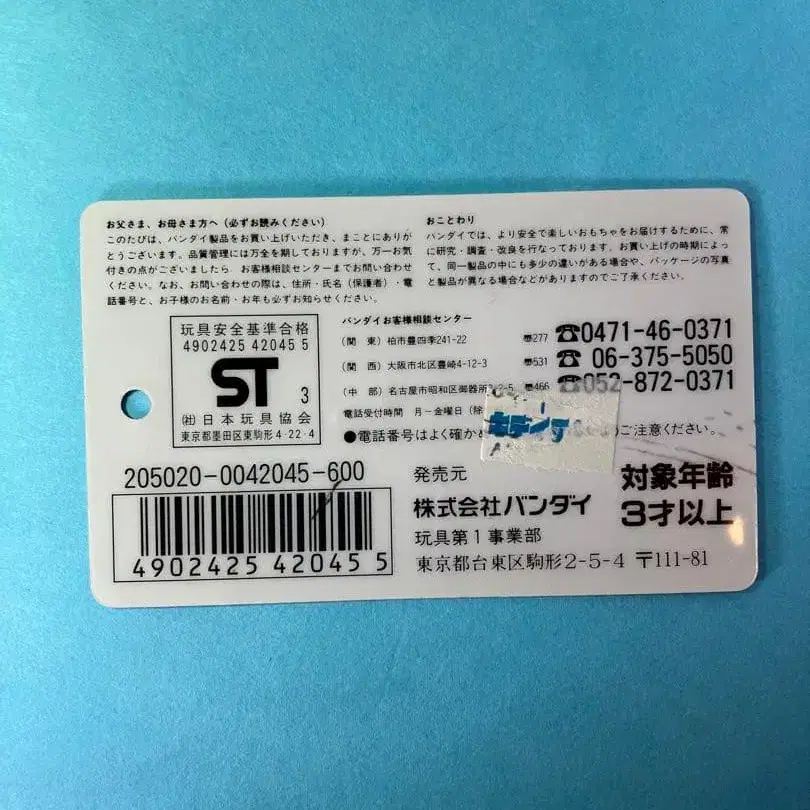 お父さま、お母さま方へ（必ずお読みください）
このたびは、バンダイ製品をお買い上げいただき、まことにありが
とうございます。品質管理には万全を期しておりますが、万一お気
付きの点がございましたら お客様相談センターまでお問い合わせ
ください。なお、お問い合わせの際は、住所・氏名（保護者）・電
話番号と、お子様のお名前・お年も必ずお知らせください。
おことわり
バンダイでは、より安全で楽しいおもちゃをお届けするために、常
に研究・調査・改良を行なっております。お買い上げの時期によっ
て、同一製品の中にも多少の違いがある場合や、パッケージの写真
と製品が異なる場合などがありますのでご了承ください。
玩具安全基準合格
4902425 42045 5
ST 3
㈳日本玩具協会
東京都墨田区東駒形4-22-4
バンダイお客様相談センター
（関 東）柏市豊四季241-22 〠277 ☎0471-46-0371
（関 西）大阪市北区豊崎4-12-3 〠531 ☎06-375-5050
（中 部）名古屋市昭和区御器所 2-5 〠466 ☎052-872-0371
電話受付時間 月－金曜日（除
●電話番号はよく確か のご注意ください。
205020-0042045-600
4902425 42045 5
発売元
株式会社バンダイ
玩具第1事業部
東京都台東区駒形2-5-4 〒111-81
対象年齢
3才以上